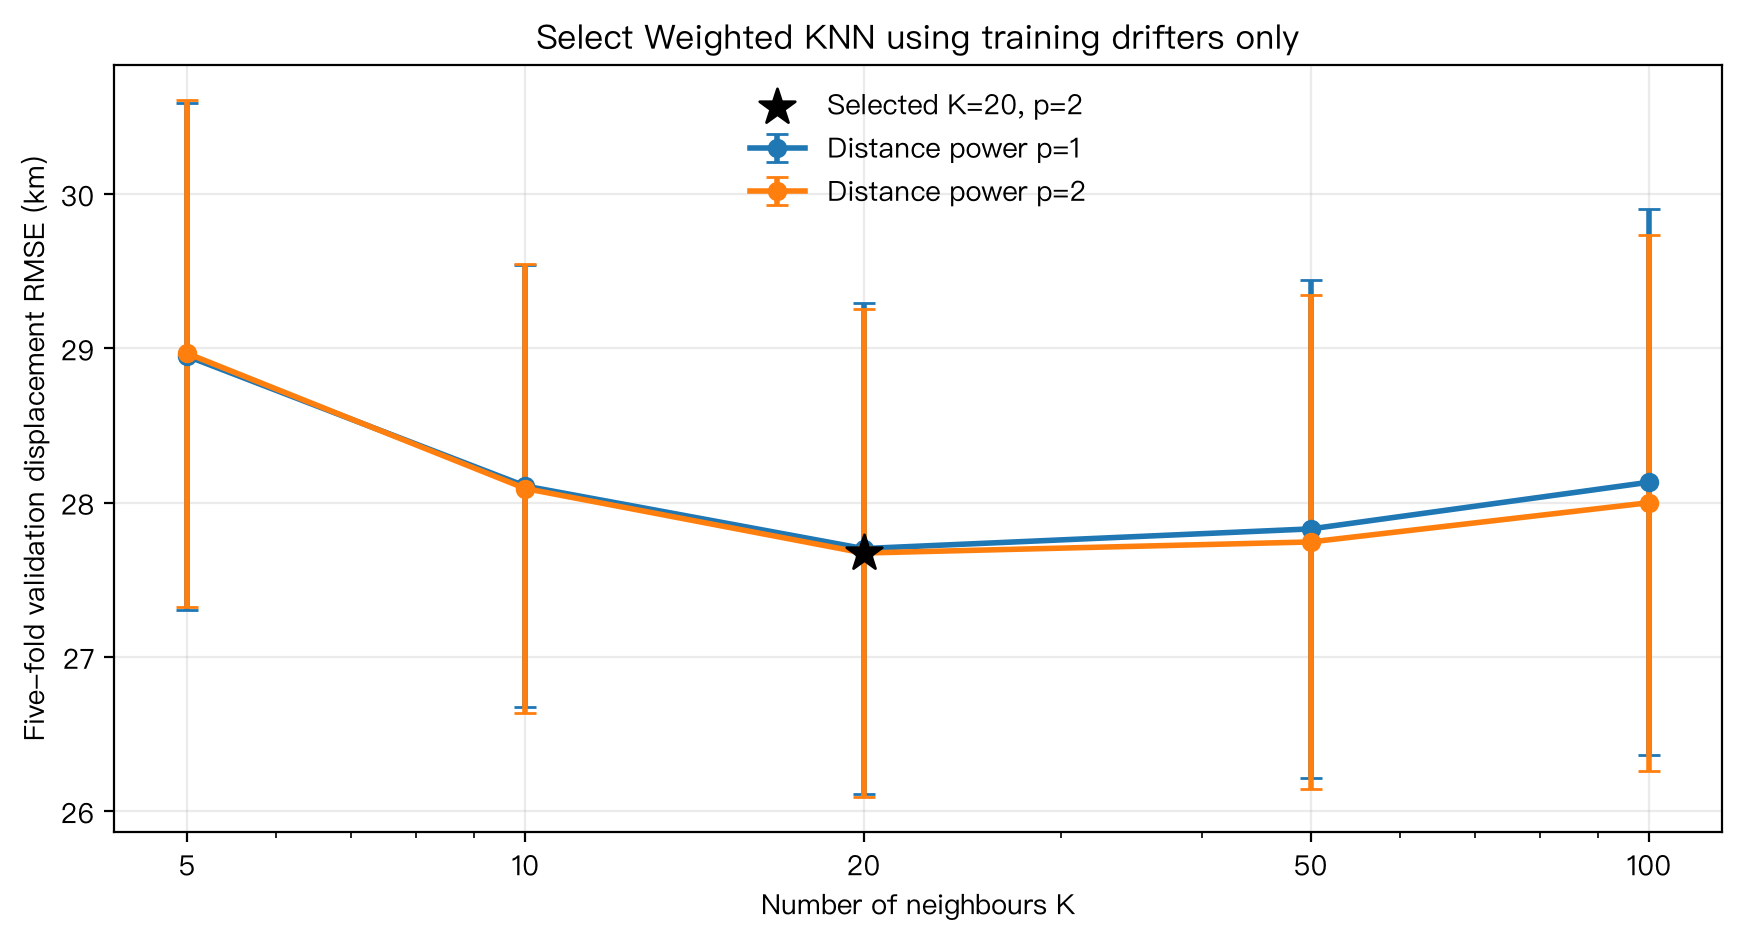 Select Weighted KNN using training drifters only
Selected K=20, p=2
Distance power p=1
Distance power p=2
Five-fold validation displacement RMSE (km)
30
29
28
27
26
5
10
20
50
100
Number of neighbours K